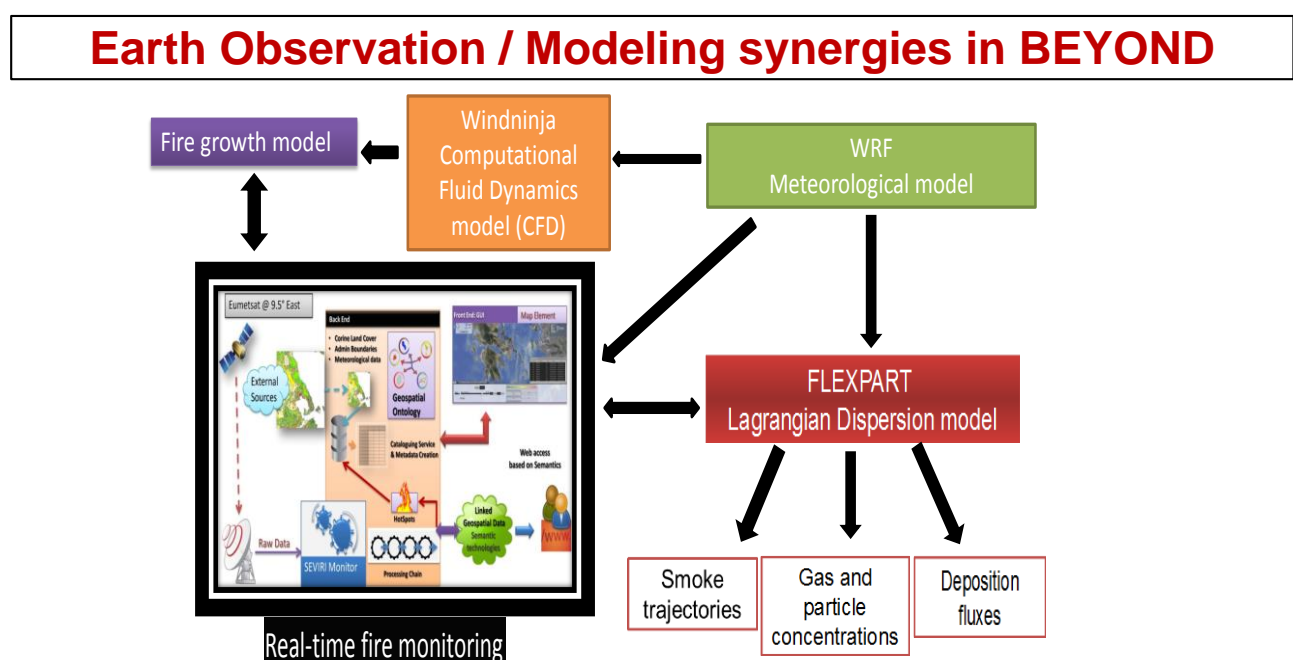 Earth Observation / Modeling synergies in BEYOND
Fire growth model
Windninja
Computational
Fluid Dynamics
model (CFD)
WRF
Meteorological model
Eumetsat @ 9.5° East
External
Sources
Back End
• Corine Land Cover
• Admin Boundaries
• Meteorological data
Geospatial
Ontology
Front End: GUI
Map Element
Cataloguing Service
& Metadata Creation
Web access
based on Semantics
HotSpots
Linked
Geospatial Data
Semantic
technologies
/WWW
Raw Data
SEVIRI Monitor
Processing Chain
Real-time fire monitoring
FLEXPART
Lagrangian Dispersion model
Smoke
trajectories
Gas and
particle
concentrations
Deposition
fluxes